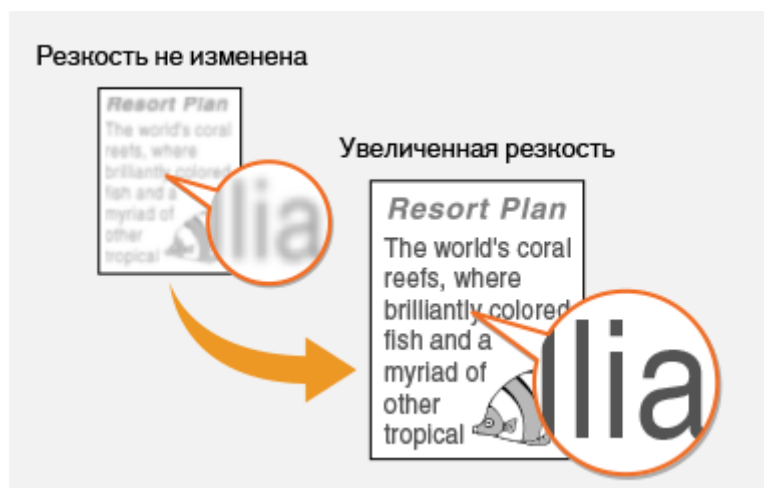 Резкость не изменена
Resort Plan
The world's coral
reefs, where
brilliantly colored
fish and a
myriad of
other
tropical
lia
Увеличенная резкость
Resort Plan
The world's coral
reefs, where
brilliantly colored
fish and a
myriad of
other
tropical
llia